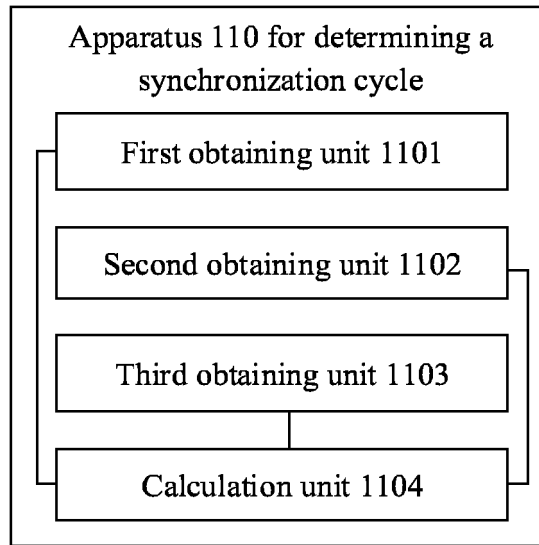 Apparatus 110 for determining a
synchronization cycle
First obtaining unit 1101
Second obtaining unit 1102
Third obtaining unit 1103
Calculation unit 1104